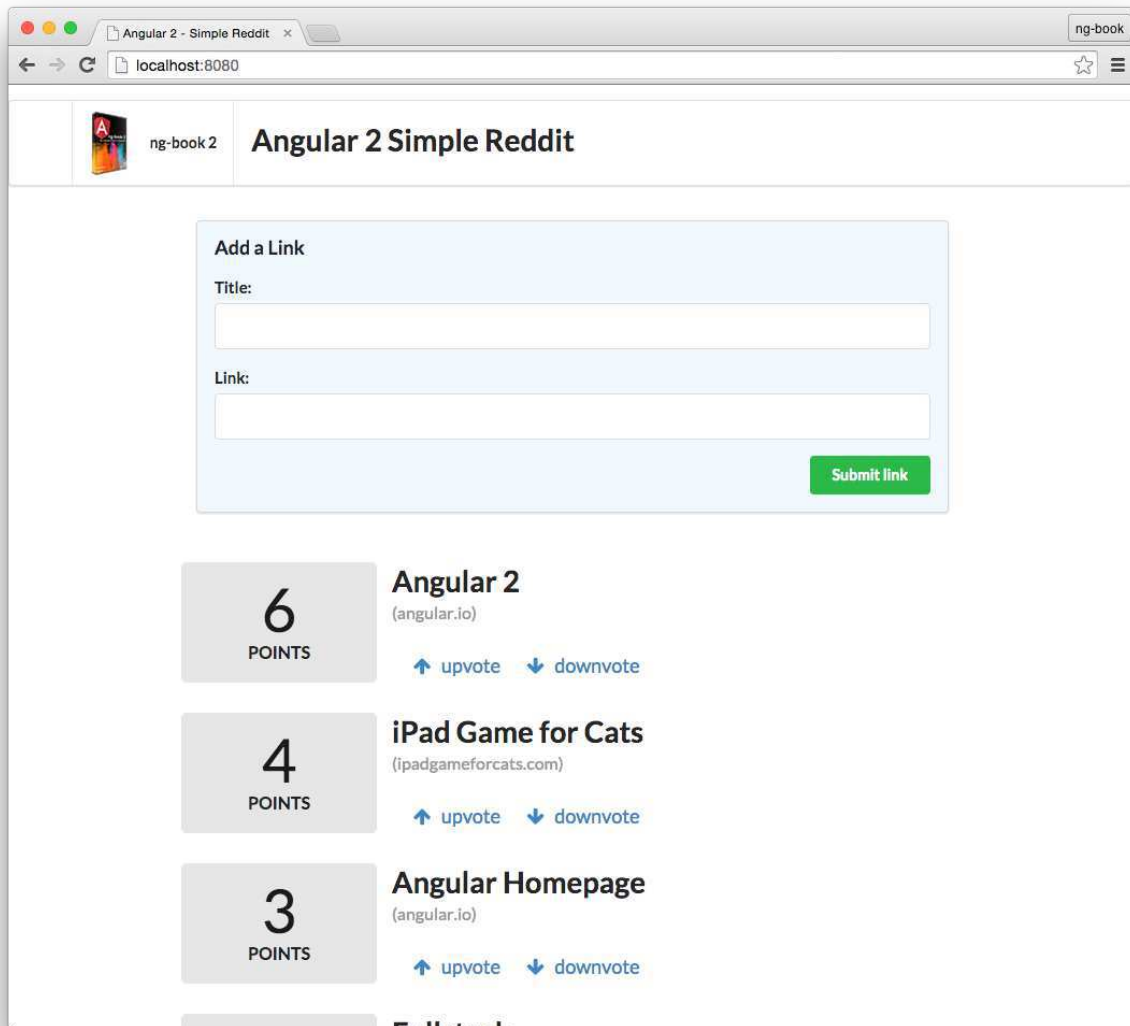 Angular 2 - Simple Reddit
ng-book
localhost:8080
ng-book 2
Angular 2 Simple Reddit
Add a Link
Title:
Link:
Submit link
6
POINTS
Angular 2
(angular.io)
upvote downvote
4
POINTS
iPad Game for Cats
(ipadgameforcats.com)
upvote downvote
3
POINTS
Angular Homepage
(angular.io)
upvote downvote